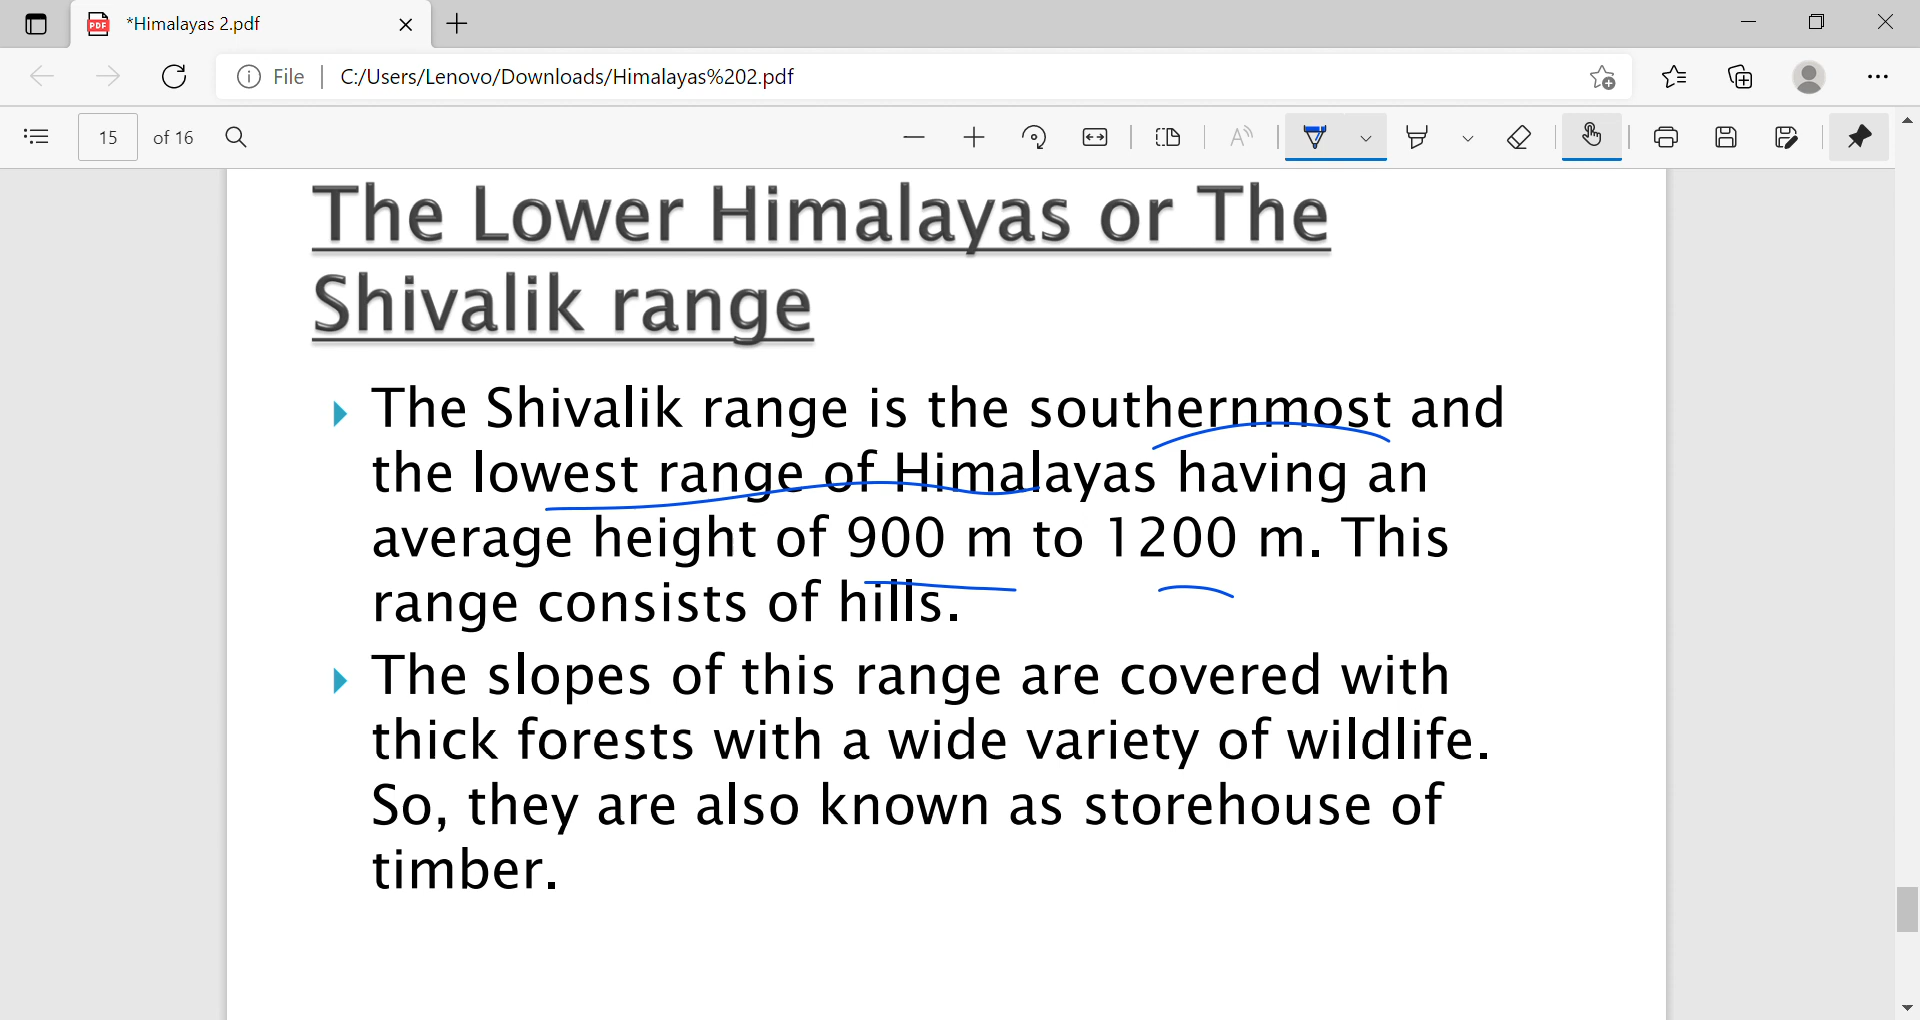 *Himalayas 2.pdf
File | C:/Users/Lenovo/Downloads/Himalayas%202.pdf
15 of 16
The Lower Himalayas or The
Shivalik range
The Shivalik range is the southernmost and
the lowest range of Himalayas having an
average height of 900 m to 1200 m. This
range consists of hills.
The slopes of this range are covered with
thick forests with a wide variety of wildlife.
So, they are also known as storehouse of
timber.